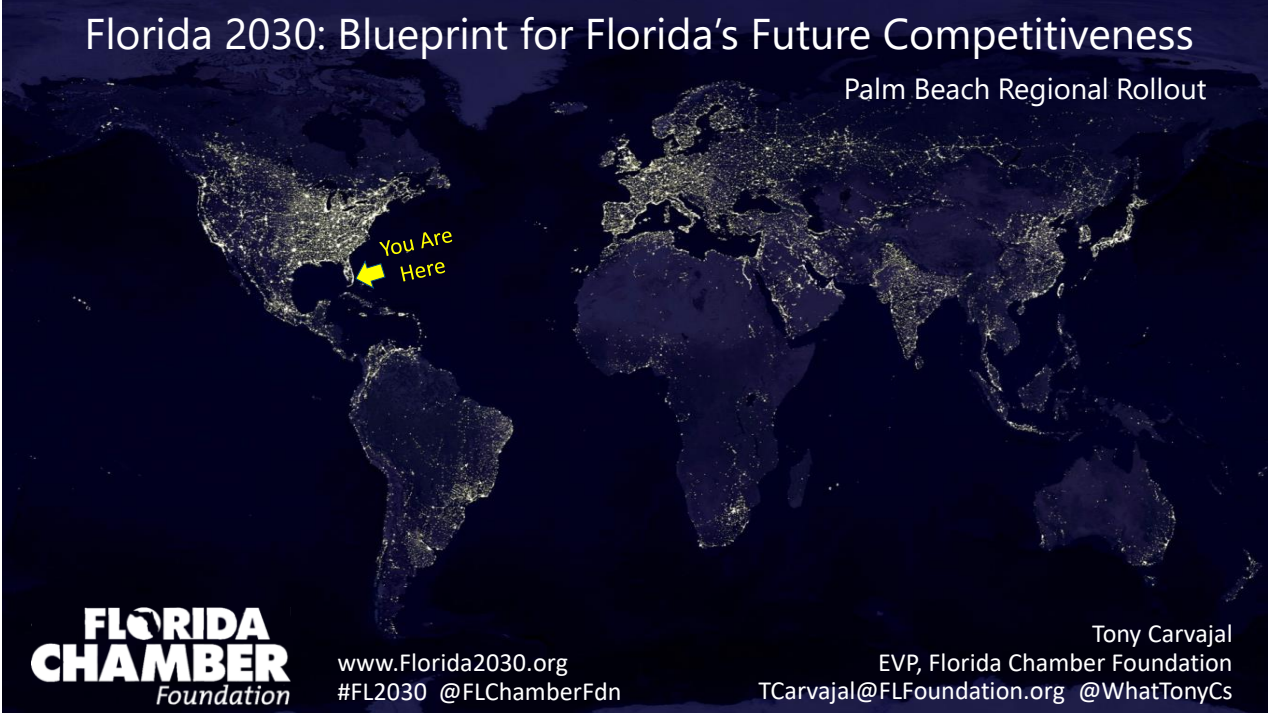 Florida 2030: Blueprint for Florida’s Future Competitiveness
Palm Beach Regional Rollout
You Are
Here
FLORIDA
CHAMBER
Foundation
www.Florida2030.org
#FL2030 @FLChamberFdn
Tony Carvajal
EVP, Florida Chamber Foundation
TCarvajal@FLFoundation.org @WhatTonyCs